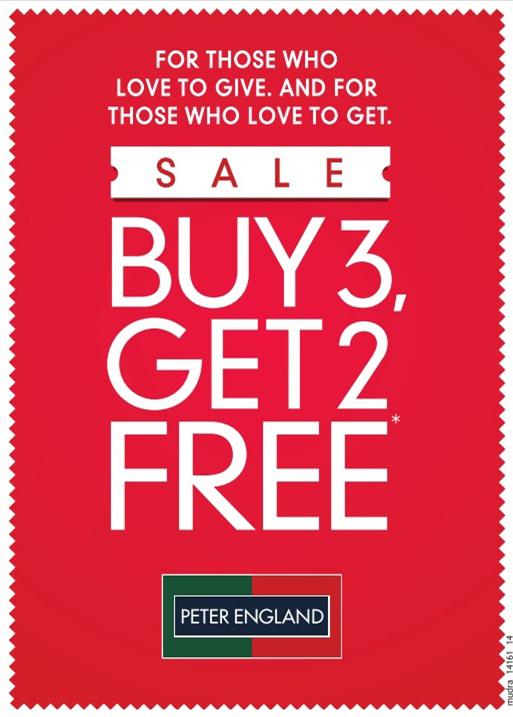 FOR THOSE WHO
LOVE TO GIVE. AND FOR
THOSE WHO LOVE TO GET.
SALE
BUY 3,
GET 2
FREE*
PETER ENGLAND
mudra 14161 14